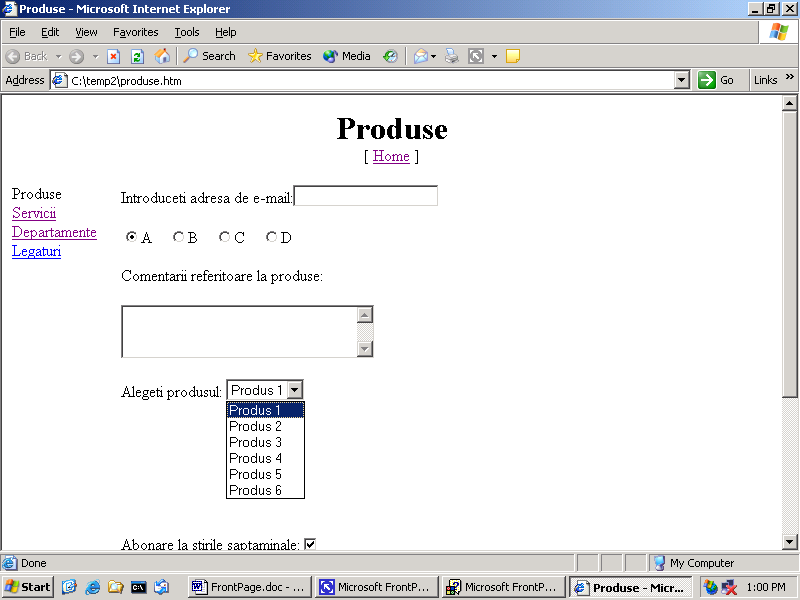 Produse - Microsoft Internet Explorer
File Edit View Favorites Tools Help
Back Search Favorites Media
Address C:\temp2\produse.htm Go Links »
Produse
[ Home ]
Produse
Servicii
Departamente
Legaturi
Introduceti adresa de e-mail:
A B C D
Comentarii referitoare la produse:
Alegeti produsul: Produs 1
Produs 1
Produs 2
Produs 3
Produs 4
Produs 5
Produs 6
Abonare la stirile saptaminale:
Done My Computer
Start C:\ FrontPage.doc - ... Microsoft FrontP... Microsoft FrontP... Produse - Micr... 1:00 PM